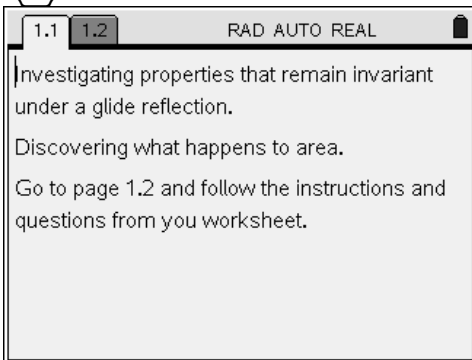 1.1 1.2 RAD AUTO REAL
Investigating properties that remain invariant
under a glide reflection.
Discovering what happens to area.
Go to page 1.2 and follow the instructions and
questions from you worksheet.